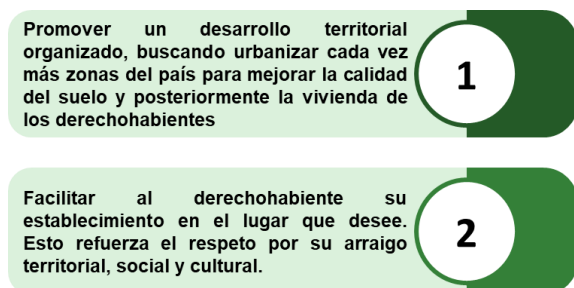 Promover un desarrollo territorial
organizado, buscando urbanizar cada vez
más zonas del país para mejorar la calidad
del suelo y posteriormente la vivienda de
los derechohabientes
1
Facilitar al derechohabiente su
establecimiento en el lugar que desee.
Esto refuerza el respeto por su arraigo
territorial, social y cultural.
2